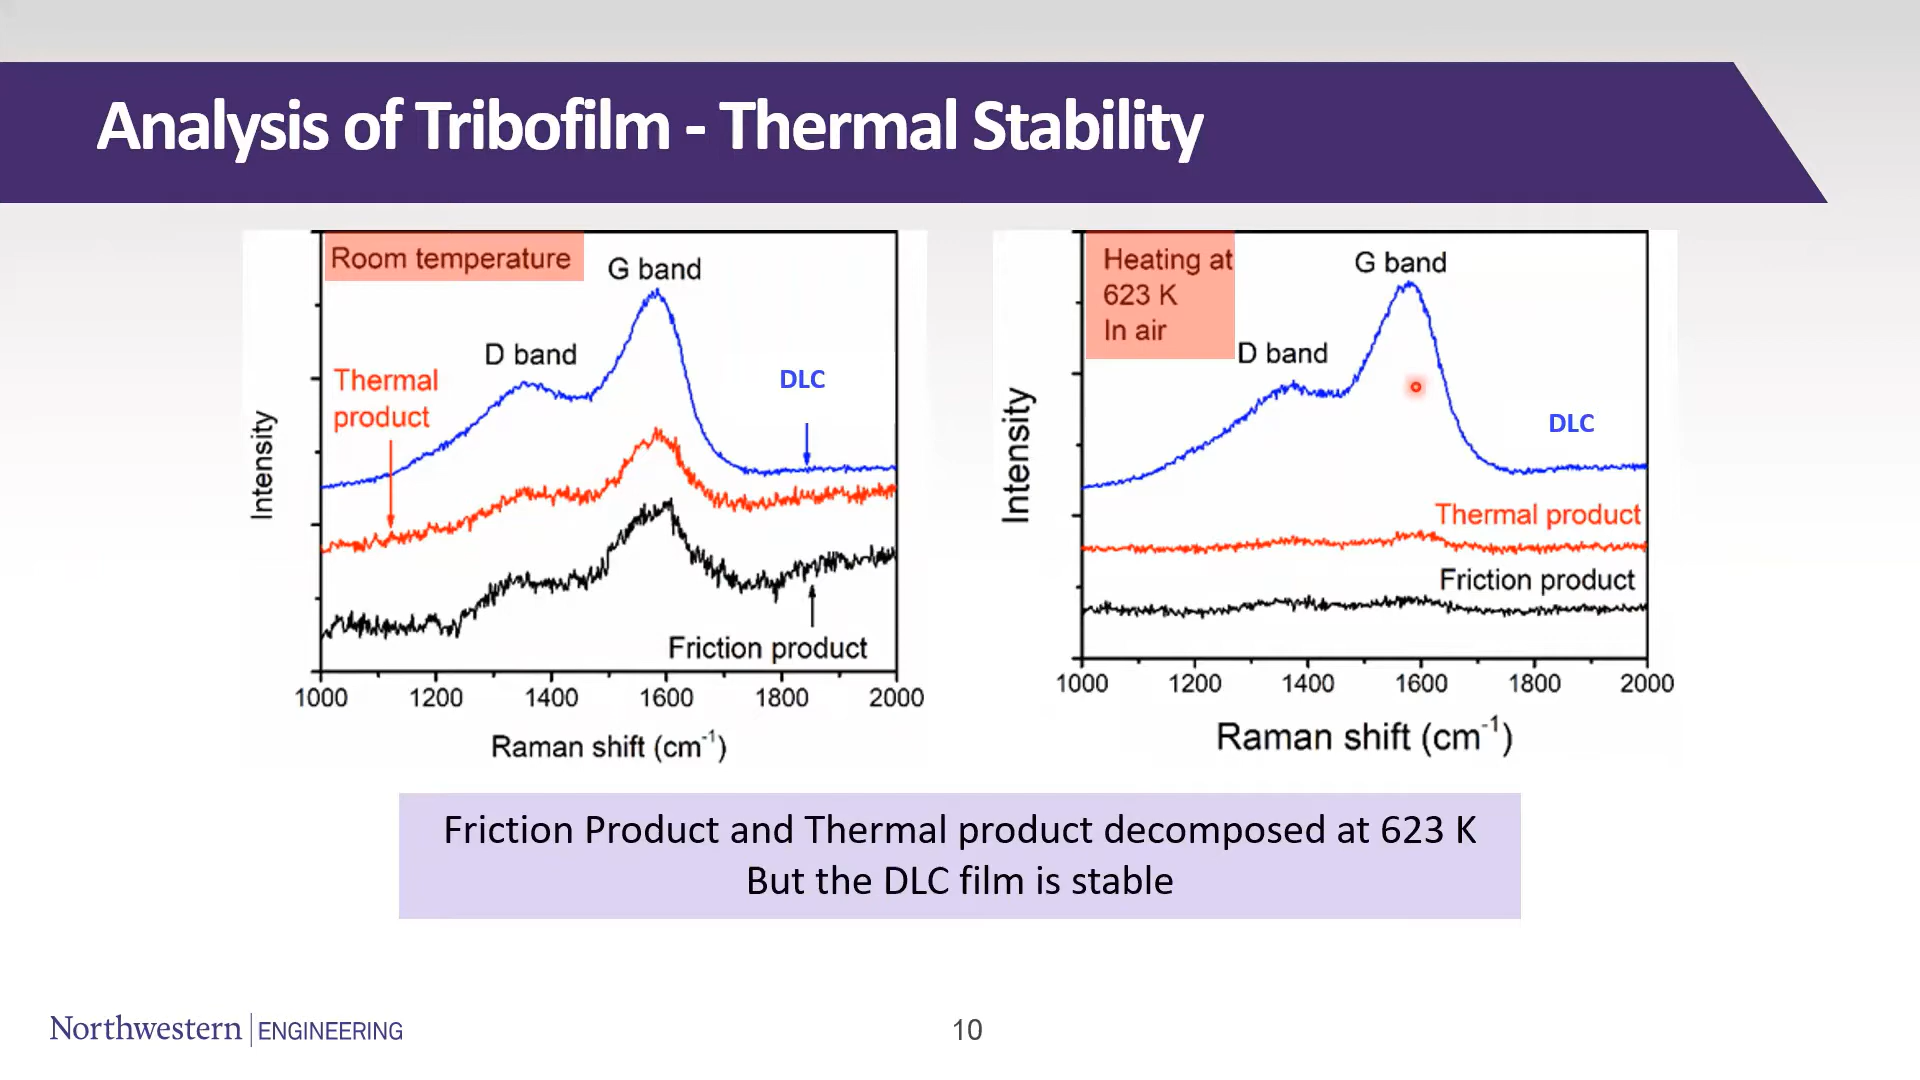 Analysis of Tribofilm - Thermal Stability
Room temperature
G band
D band
Thermal
product
DLC
Friction product
Intensity
1000 1200 1400 1600 1800 2000
Raman shift (cm⁻¹)
Heating at
623 K
In air
G band
D band
DLC
Thermal product
Friction product
Intensity
1000 1200 1400 1600 1800 2000
Raman shift (cm⁻¹)
Friction Product and Thermal product decomposed at 623 K
But the DLC film is stable
Northwestern | ENGINEERING
10